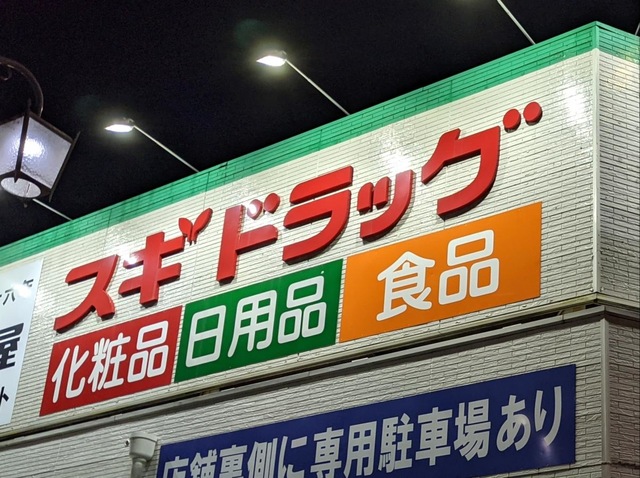 スギドラッグ
化粧品
日用品
食品
店舗裏側に専用駐車場あり
屋